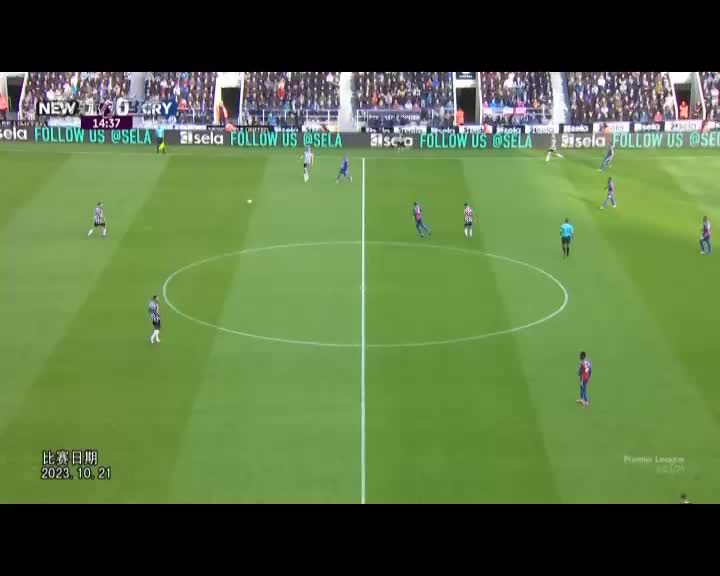 NEW 1 0 CRY
14:37
sela FOLLOW US @SELA sela FOLLOW US @SELA sela FOLLOW US @SELA sela FOLLOW US @SELA
比赛日期
2023.10.21
Premier League